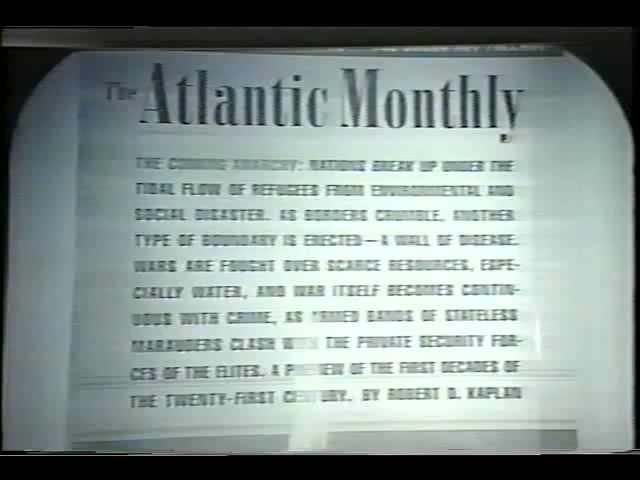 The Atlantic Monthly
THE COMING ANARCHY: NATIONS BREAK UP UNDER THE
TIDAL FLOW OF REFUGEES FROM ENVIRONMENTAL AND
SOCIAL DISASTER. AS BORDERS CRUMBLE, ANOTHER
TYPE OF BOUNDARY IS ERECTED—A WALL OF DISEASE.
WARS ARE FOUGHT OVER SCARCE RESOURCES, ESPE-
CIALLY WATER, AND WAR ITSELF BECOMES CONTIN-
UOUS WITH CRIME, AS ARMED BANDS OF STATELESS
MARAUDERS CLASH WITH THE PRIVATE SECURITY FOR-
CES OF THE ELITES. A PREVIEW OF THE FIRST DECADES OF
THE TWENTY-FIRST CENTURY. BY ROBERT D. KAPLAN